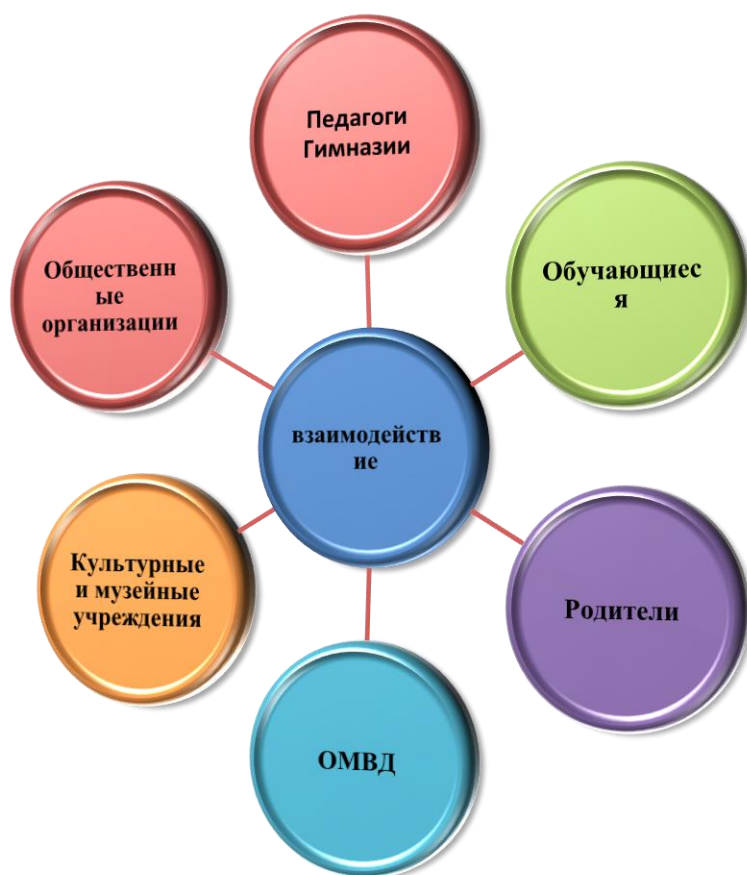 Педагоги
Гимназии
Обучающиес
я
Общественн
ые
организации
взаимодейств
ие
Культурные
и музейные
учреждения
Родители
ОМВД